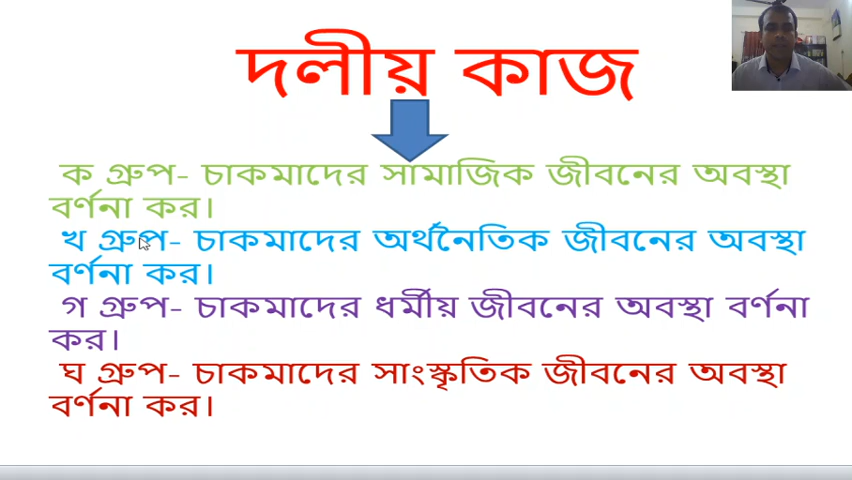 দলীয় কাজ
ক গ্রুপ- চাকমাদের সামাজিক জীবনের অবস্থা
বর্ণনা কর।
খ গ্রুপ- চাকমাদের অর্থনৈতিক জীবনের অবস্থা
বর্ণনা কর।
গ গ্রুপ- চাকমাদের ধর্মীয় জীবনের অবস্থা বর্ণনা
কর।
ঘ গ্রুপ- চাকমাদের সাংস্কৃতিক জীবনের অবস্থা
বর্ণনা কর।